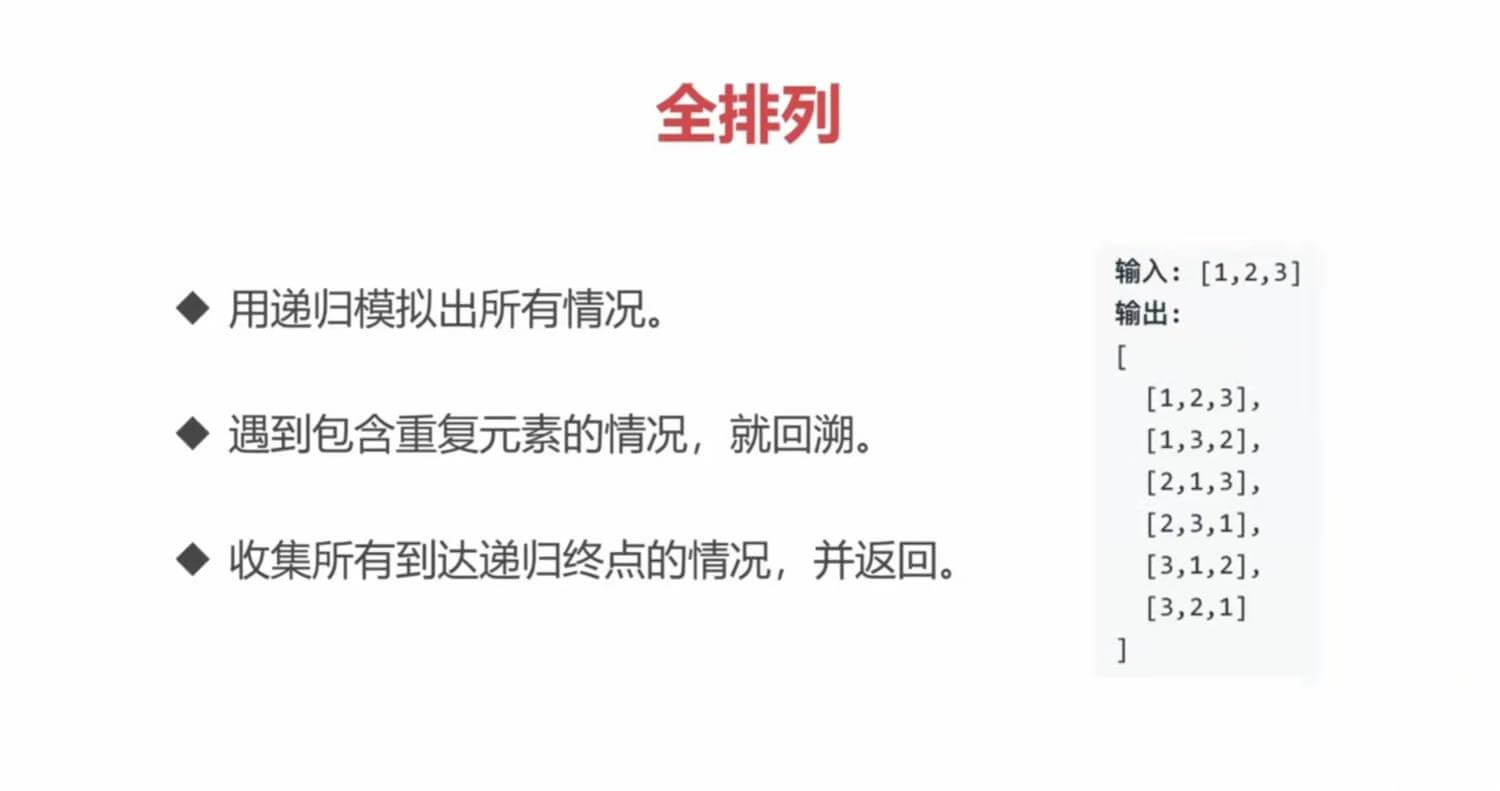 全排列
◆ 用递归模拟出所有情况。
◆ 遇到包含重复元素的情况，就回溯。
◆ 收集所有到达递归终点的情况，并返回。
输入: [1,2,3]
输出:
[
  [1,2,3],
  [1,3,2],
  [2,1,3],
  [2,3,1],
  [3,1,2],
  [3,2,1]
]